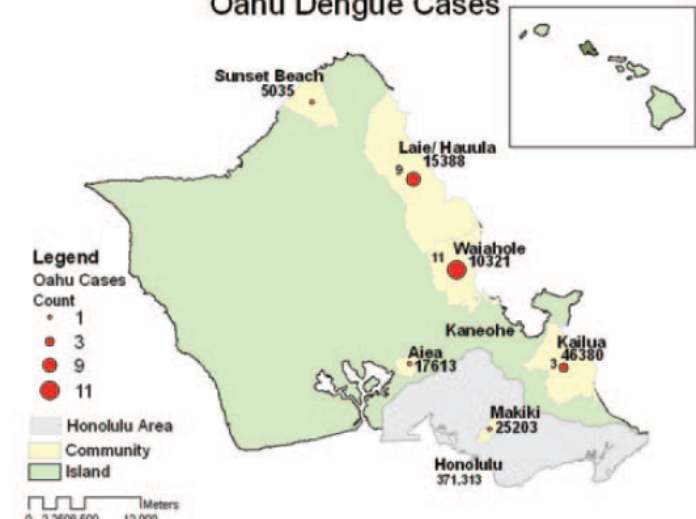 Oahu Dengue Cases
Sunset Beach
5035
Laie/ Hauula
9 15388
Waiahole
11 10321
Legend
Oahu Cases
Count
1
3
9
11
Kaneohe
Kailua
46380
3
Aiea
17613
Honolulu Area
Community
Island
Makiki
25203
Honolulu
371,313
Meters